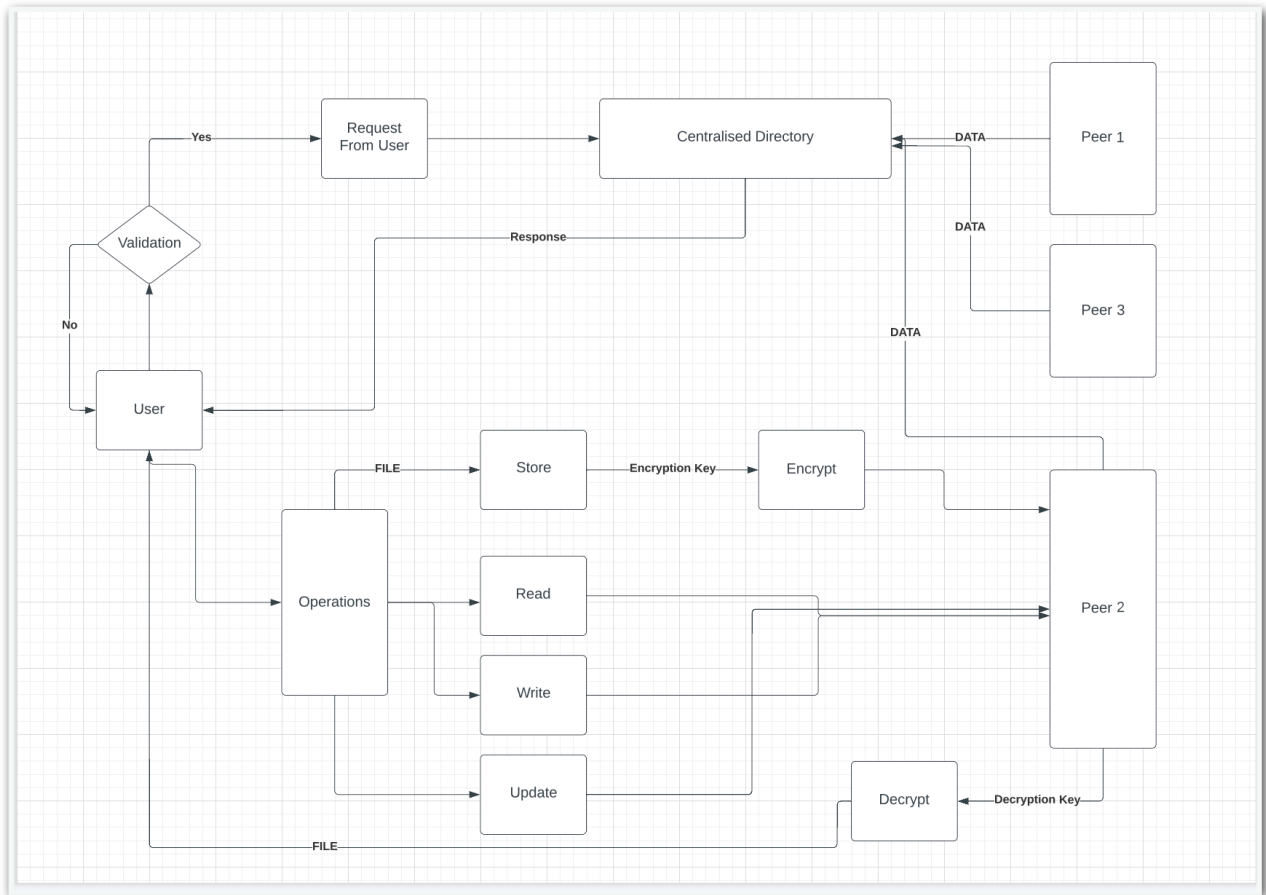 Yes
Request
From User
Centralised Directory
DATA
Peer 1
Validation
Response
DATA
Peer 3
No
DATA
User
FILE
Store
Encryption Key
Encrypt
Operations
Read
Peer 2
Write
Update
Decrypt
Decryption Key
FILE